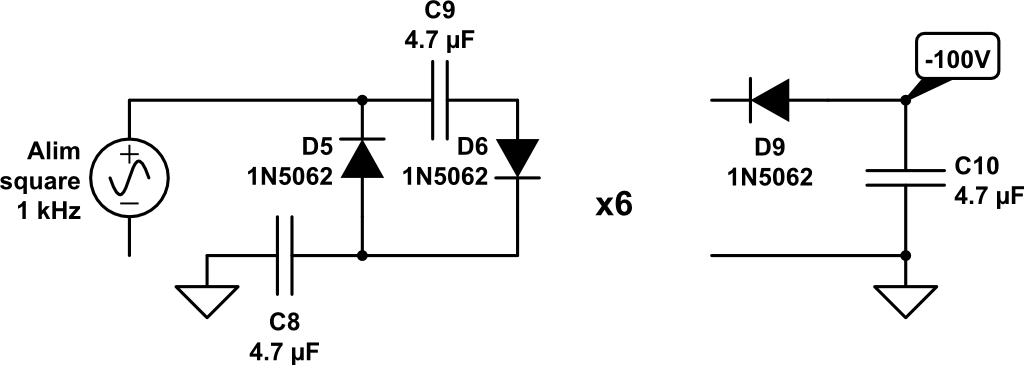 C9
4.7 µF
-100V
Alim
square
1 kHz
D5
1N5062
D6
1N5062
x6
D9
1N5062
C10
4.7 µF
C8
4.7 µF